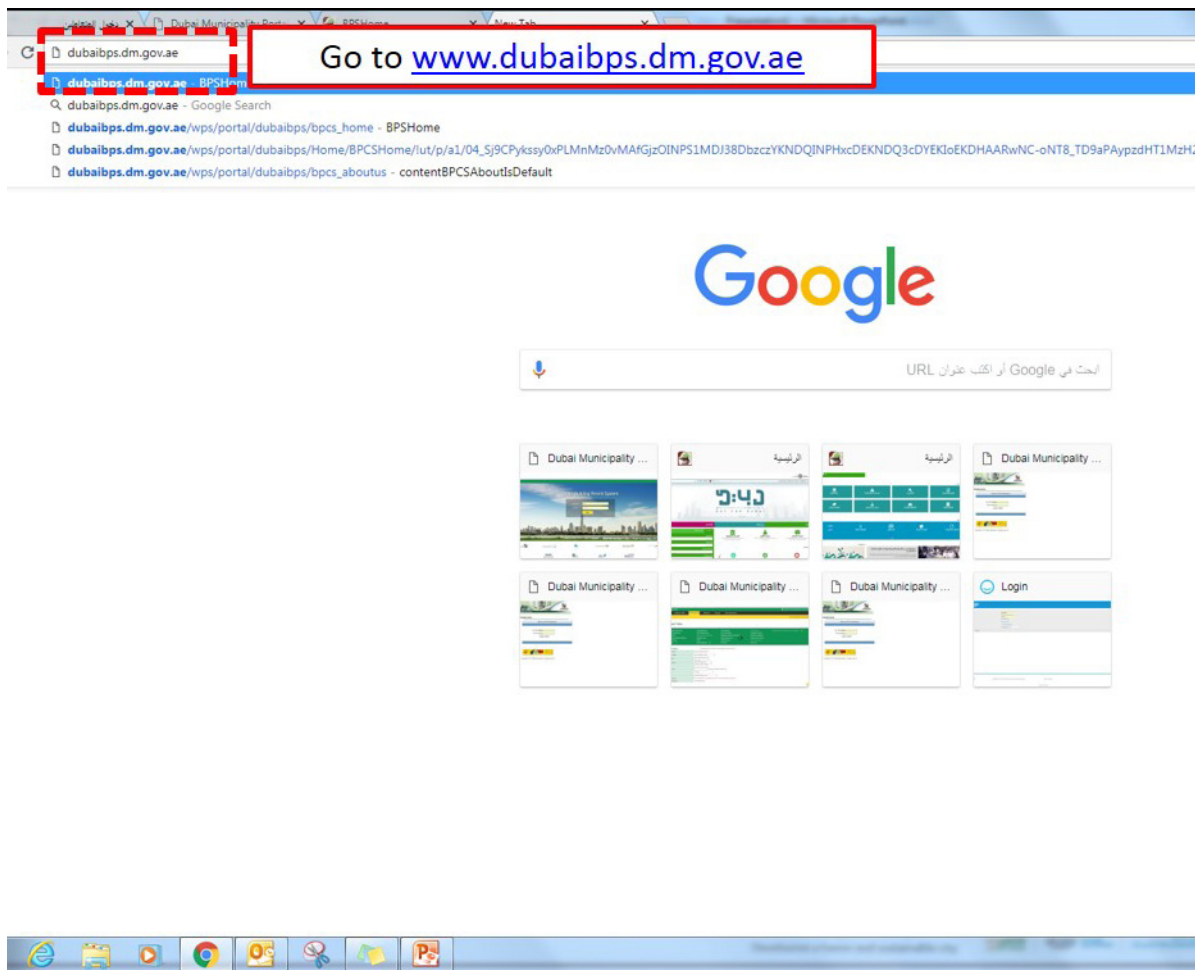 دخول المقاولين
Dubai Municipality Porta
BPSHome
New Tab
dubaibps.dm.gov.ae
Go to www.dubaibps.dm.gov.ae
dubaibps.dm.gov.ae - BPSHom
dubaibps.dm.gov.ae - Google Search
dubaibps.dm.gov.ae/wps/portal/dubaibps/bpcs_home - BPSHome
dubaibps.dm.gov.ae/wps/portal/dubaibps/Home/BPCSHome/!ut/p/a1/
dubaibps.dm.gov.ae/wps/portal/dubaibps/bpcs_aboutus - contentBPCSAboutIsDefault
Google
ابحث في Google أو اكتب عنوان URL
Dubai Municipality ...
الرئيسية
الرئيسية
Dubai Municipality ...
Dubai Municipality ...
Dubai Municipality ...
Dubai Municipality ...
Login